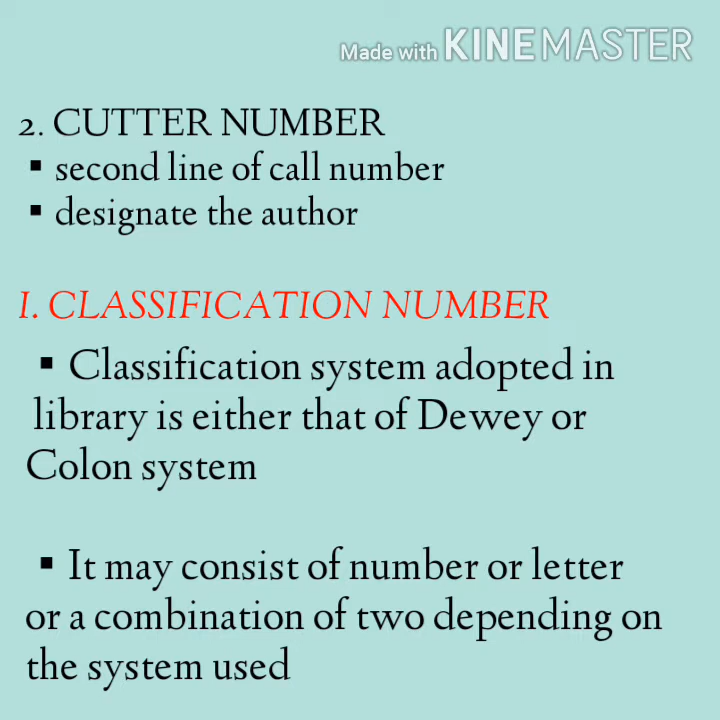 Made with KINEMASTER
2. CUTTER NUMBER
▪ second line of call number
▪ designate the author
1. CLASSIFICATION NUMBER
▪ Classification system adopted in
library is either that of Dewey or
Colon system
▪ It may consist of number or letter
or a combination of two depending on
the system used